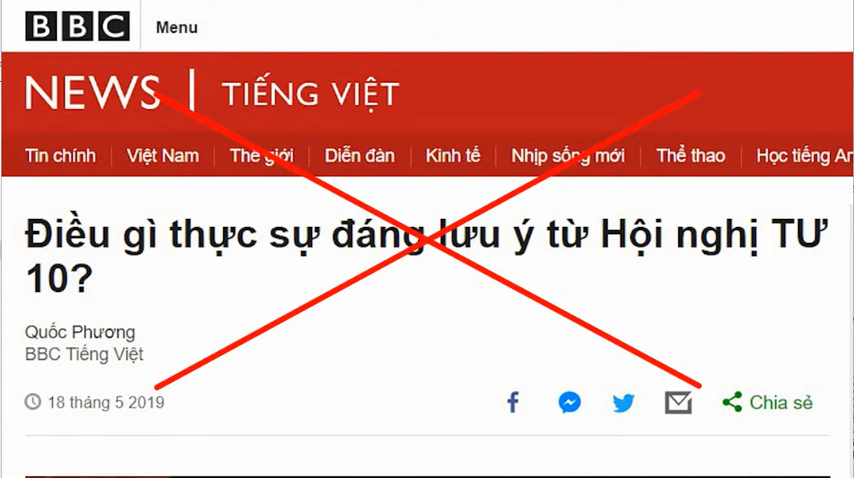 BBC Menu
NEWS | TIẾNG VIỆT
Tin chính Việt Nam Thế giới Diễn đàn Kinh tế Nhịp sống mới Thể thao Học tiếng An
Điều gì thực sự đáng lưu ý từ Hội nghị TƯ
10?
Quốc Phương
BBC Tiếng Việt
18 tháng 5 2019
Chia sẻ